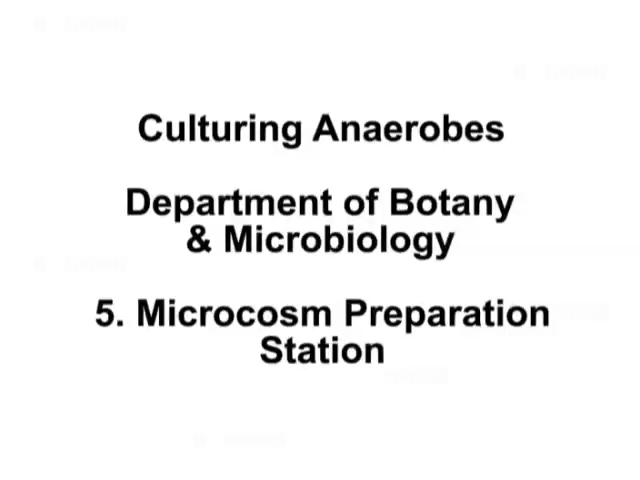 Culturing Anaerobes
Department of Botany
& Microbiology
5. Microcosm Preparation
Station